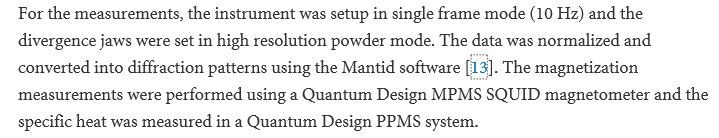 For the measurements, the instrument was setup in single frame mode (10 Hz) and the
divergence jaws were set in high resolution powder mode. The data was normalized and
converted into diffraction patterns using the Mantid software [13]. The magnetization
measurements were performed using a Quantum Design MPMS SQUID magnetometer and the
specific heat was measured in a Quantum Design PPMS system.